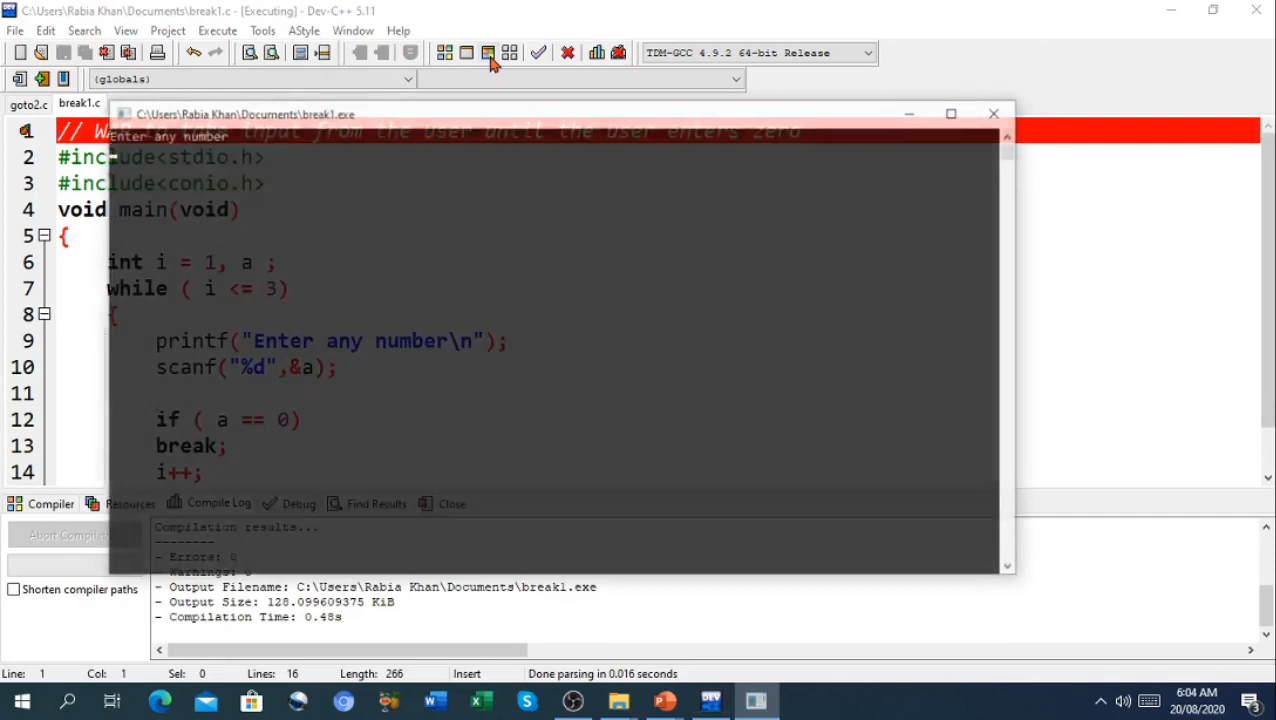 C:\Users\Rabia Khan\Documents\break1.c - [Executing] - Dev-C++ 5.11
File Edit Search View Project Execute Tools AStyle Window Help
TDM-GCC 4.9.2 64-bit Release
(globals)
goto2.c break1.c
C:\Users\Rabia Khan\Documents\break1.exe
Enter any number
1 // input from the user until the user enters zero
2 #include<stdio.h>
3 #include<conio.h>
4 void main(void)
5 {
6 int i = 1, a ;
7 while ( i <= 3)
8 {
9 printf("Enter any number\n");
10 scanf("%d",&a);
11
12 if ( a == 0)
13 break;
14 i++;
Compiler Resources Compile Log Debug Find Results Close
Abort Compilation
Shorten compiler paths
Compilation results...
--------
- Errors: 0
- Warnings: 0
- Output Filename: C:\Users\Rabia Khan\Documents\break1.exe
- Output Size: 128.099609375 KiB
- Compilation Time: 0.48s
Line: 1 Col: 1 Sel: 0 Lines: 16 Length: 266 Insert Done parsing in 0.016 seconds
6:04 AM
20/08/2020
3